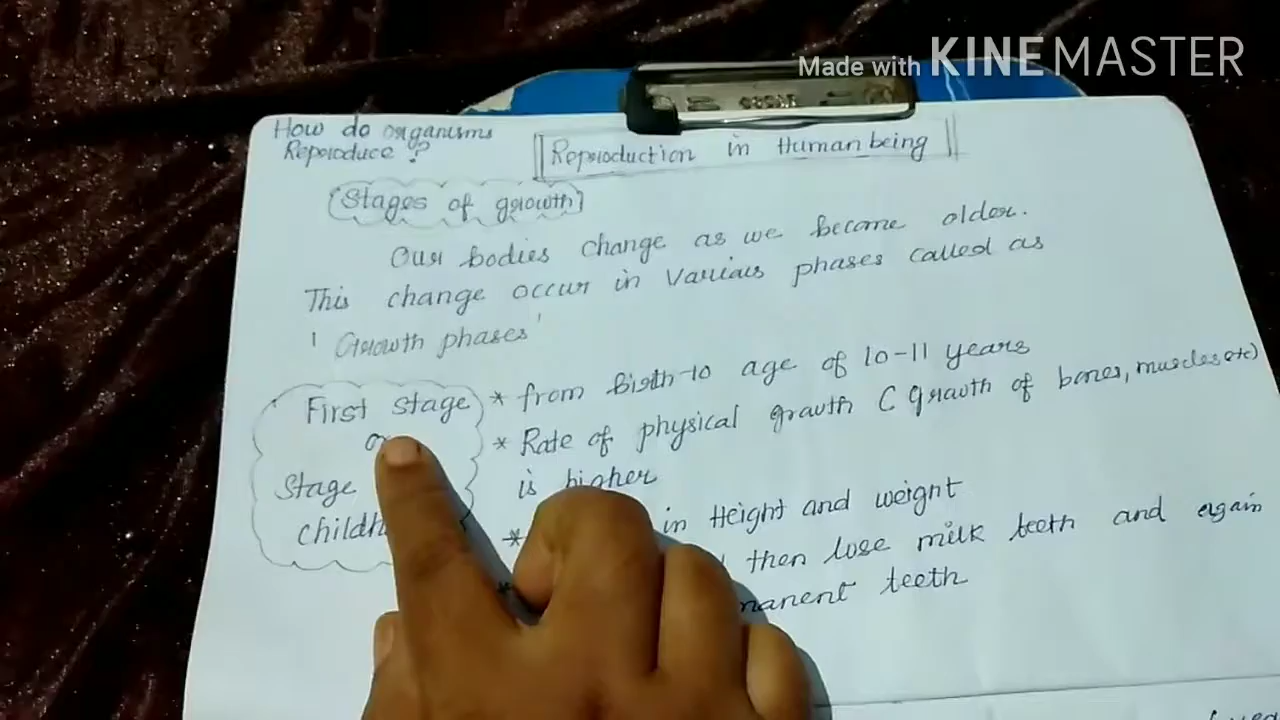 Made with KINEMASTER
How do organisms
Reproduce ?
Reproduction in Human being
Stages of growth
Our bodies change as we become older.
This change occur in various phases called as
' Growth phases'
First stage
or
Stage
* from birth to age of 10-11 years
* Rate of physical growth ( Growth of bones, muscles etc)
is higher
* in Height and weight
then lose milk teeth and again
teeth